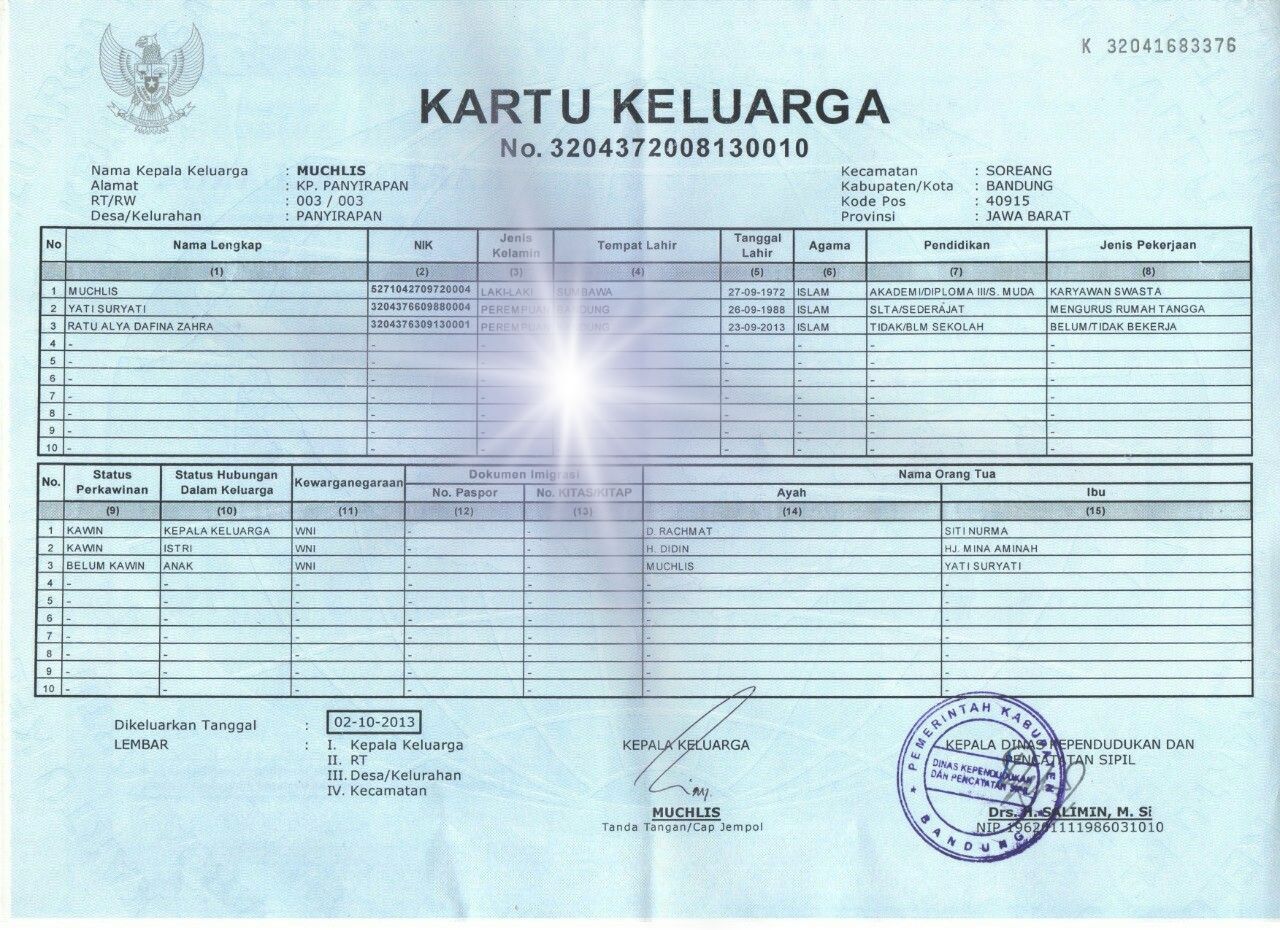 K 32041683376
KARTU KELUARGA
No. 3204372008130010
Nama Kepala Keluarga : MUCHLIS
Alamat : KP. PANYIRAPAN
RT/RW : 003 / 003
Desa/Kelurahan : PANYIRAPAN
Kecamatan : SOREANG
Kabupaten/Kota : BANDUNG
Kode Pos : 40915
Provinsi : JAWA BARAT
No Nama Lengkap NIK Jenis Kelamin Tempat Lahir Tanggal Lahir Agama Pendidikan Jenis Pekerjaan
(1) (2) (3) (4) (5) (6) (7) (8)
1 MUCHLIS 5271042709720004 LAKI-LAKI SUMBAWA 27-09-1972 ISLAM AKADEMI/DIPLOMA III/S. MUDA KARYAWAN SWASTA
2 YATI SURYATI 3204376609880004 PEREMPUAN BANDUNG 26-09-1988 ISLAM SLTA/SEDERAJAT MENGURUS RUMAH TANGGA
3 RATU ALYA DAFINA ZAHRA 3204376309130001 PEREMPUAN BANDUNG 23-09-2013 ISLAM TIDAK/BLM SEKOLAH BELUM/TIDAK BEKERJA
4 - - - - - - -
5 - - - - - - -
6 - - - - - - -
7 - - - - - - -
8 - - - - - - -
9 - - - - - - -
10 - - - - - - -
No. Status Perkawinan Status Hubungan Dalam Keluarga Kewarganegaraan Dokumen Imigrasi Nama Orang Tua
No. Paspor No. KITAS/KITAP Ayah Ibu
(9) (10) (11) (12) (13) (14) (15)
1 KAWIN KEPALA KELUARGA WNI - - D. RACHMAT SITI NURMA
2 KAWIN ISTRI WNI - - H. DIDIN HJ. MINA AMINAH
3 BELUM KAWIN ANAK WNI - - MUCHLIS YATI SURYATI
4 - - - - - - -
5 - - - - - - -
6 - - - - - - -
7 - - - - - - -
8 - - - - - - -
9 - - - - - - -
10 - - - - - - -
Dikeluarkan Tanggal : 02-10-2013
LEMBAR : I. Kepala Keluarga
II. RT
III. Desa/Kelurahan
IV. Kecamatan
KEPALA KELUARGA
MUCHLIS
Tanda Tangan/Cap Jempol
KEPALA DINAS KEPENDUDUKAN DAN
PENCATATAN SIPIL
Drs. H. SALIMIN, M. Si
NIP 196201111986031010
PEMERINTAH KABUPATEN
DINAS KEPENDUDUKAN
DAN PENCATATAN SIPIL
BANDUNG